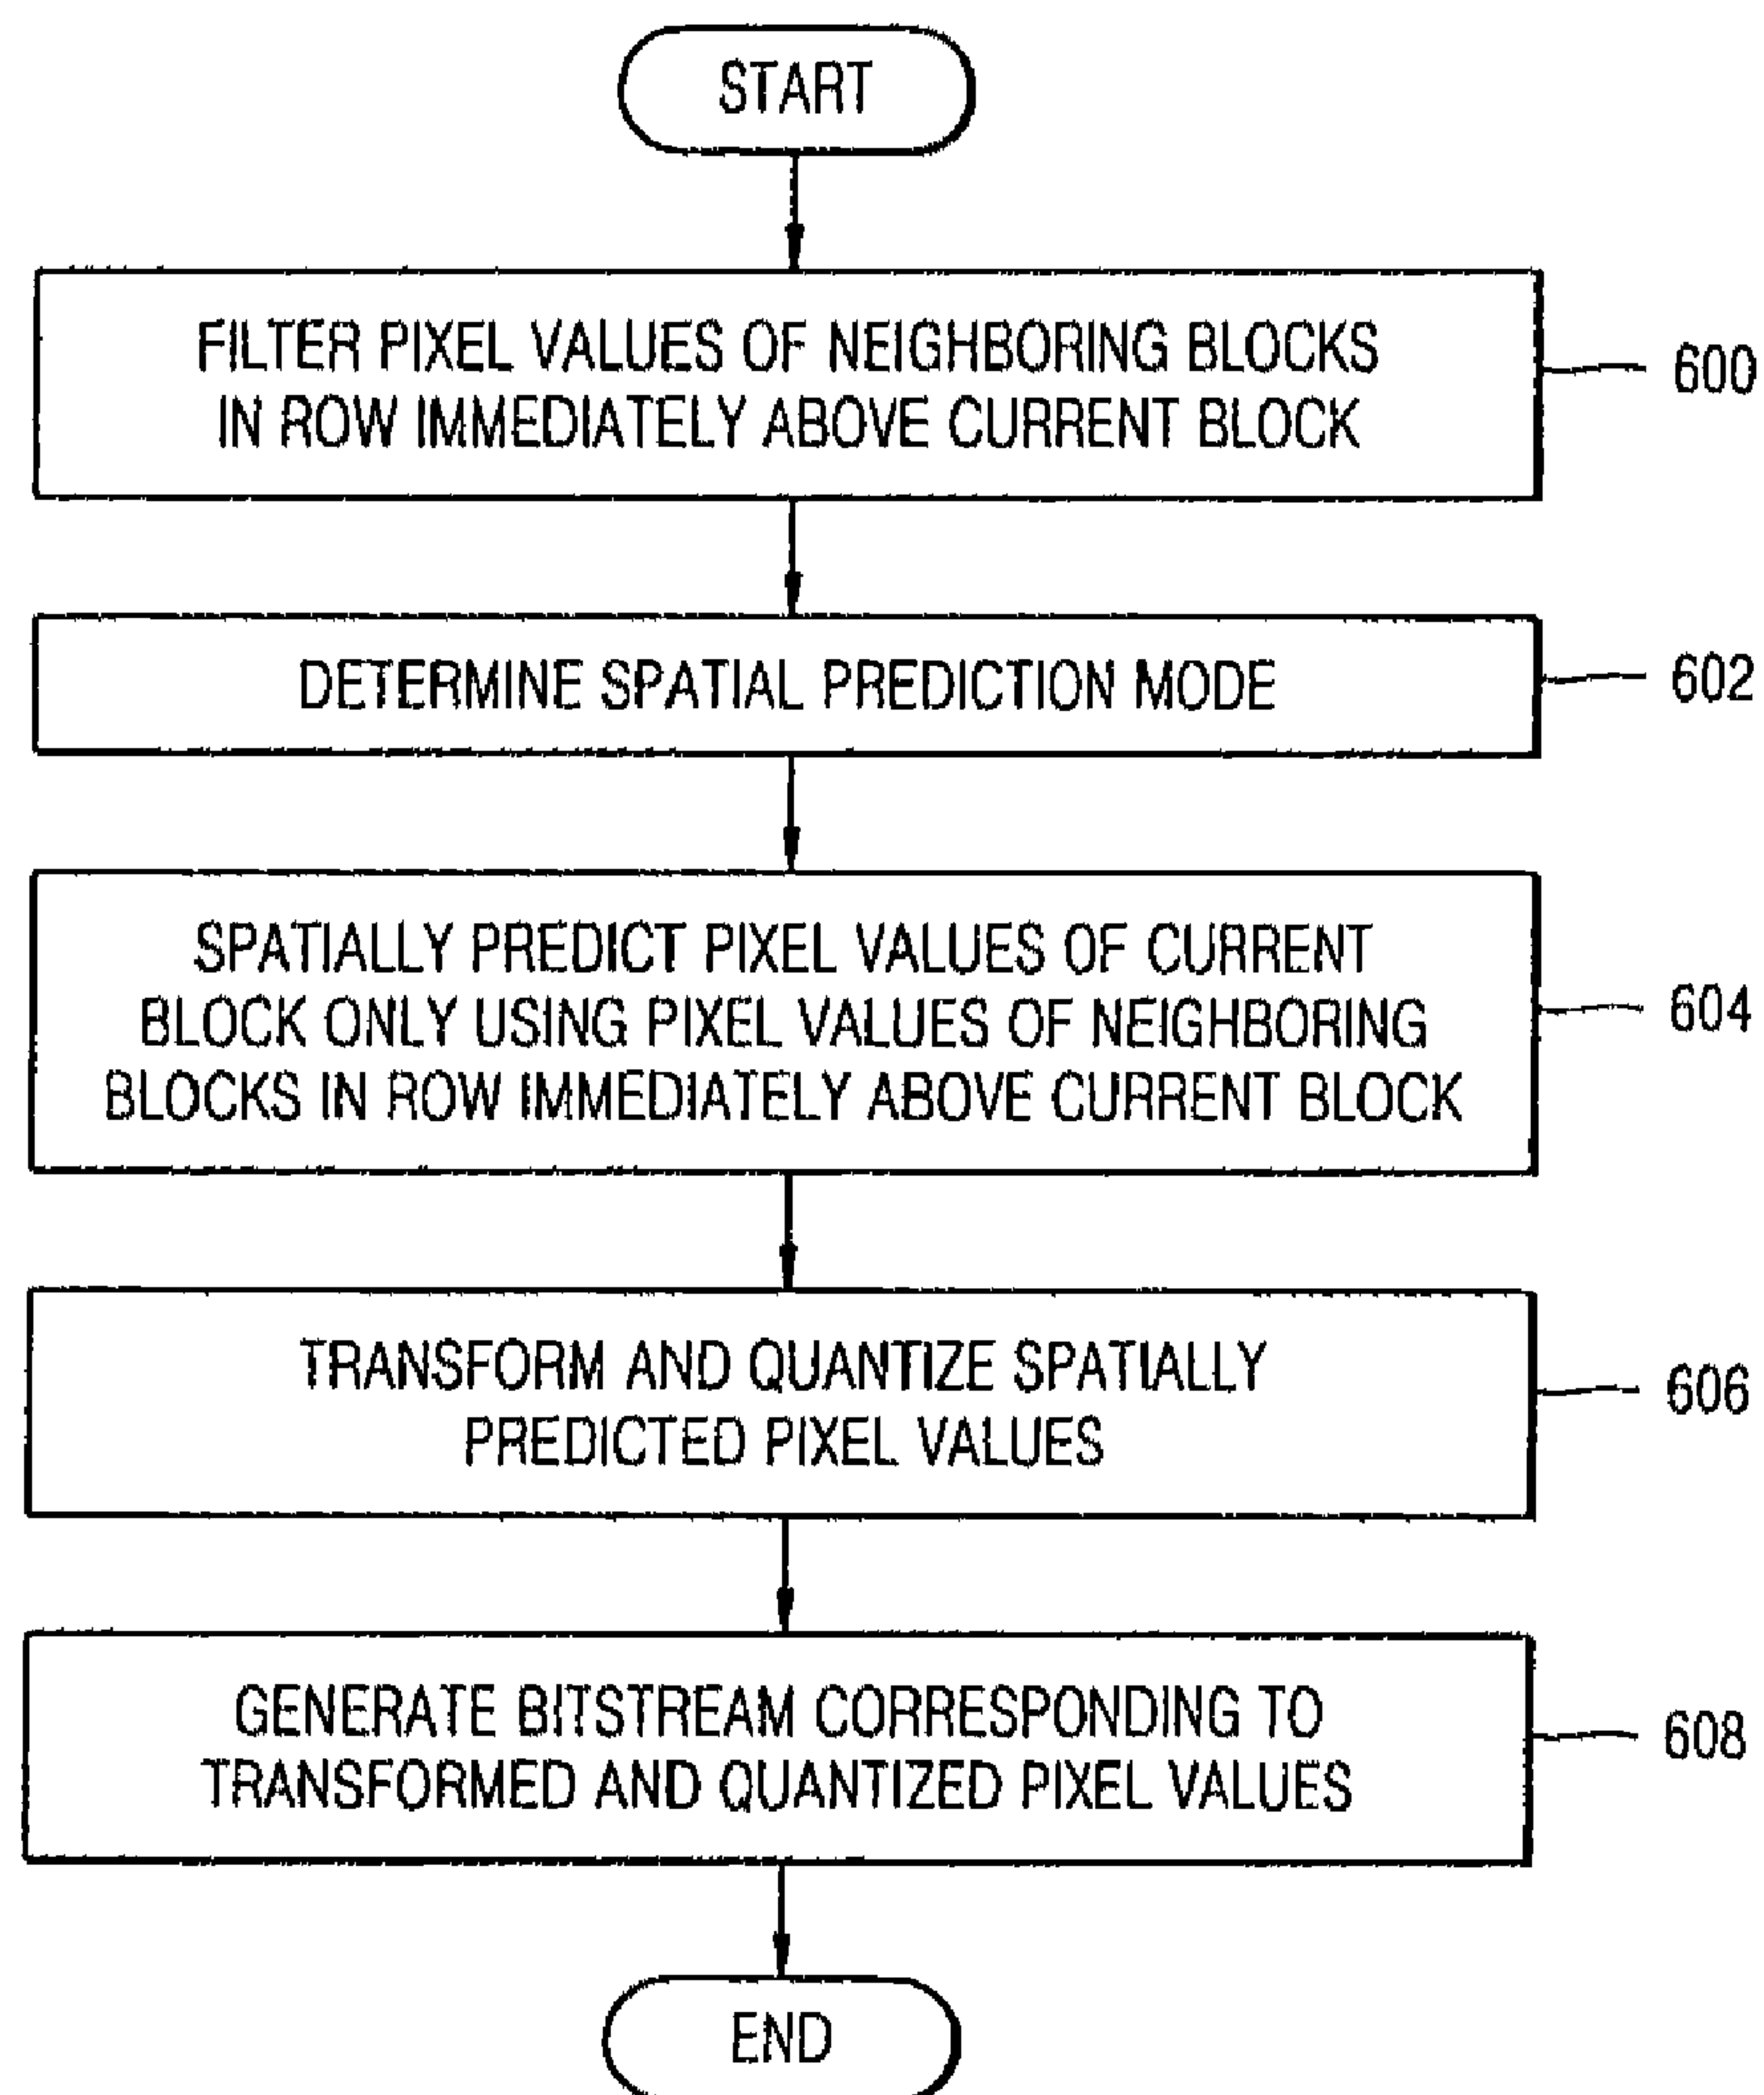 START
FILTER PIXEL VALUES OF NEIGHBORING BLOCKS
IN ROW IMMEDIATELY ABOVE CURRENT BLOCK
600
DETERMINE SPATIAL PREDICTION MODE
602
SPATIALLY PREDICT PIXEL VALUES OF CURRENT
BLOCK ONLY USING PIXEL VALUES OF NEIGHBORING
BLOCKS IN ROW IMMEDIATELY ABOVE CURRENT BLOCK
604
TRANSFORM AND QUANTIZE SPATIALLY
PREDICTED PIXEL VALUES
606
GENERATE BITSTREAM CORRESPONDING TO
TRANSFORMED AND QUANTIZED PIXEL VALUES
608
END